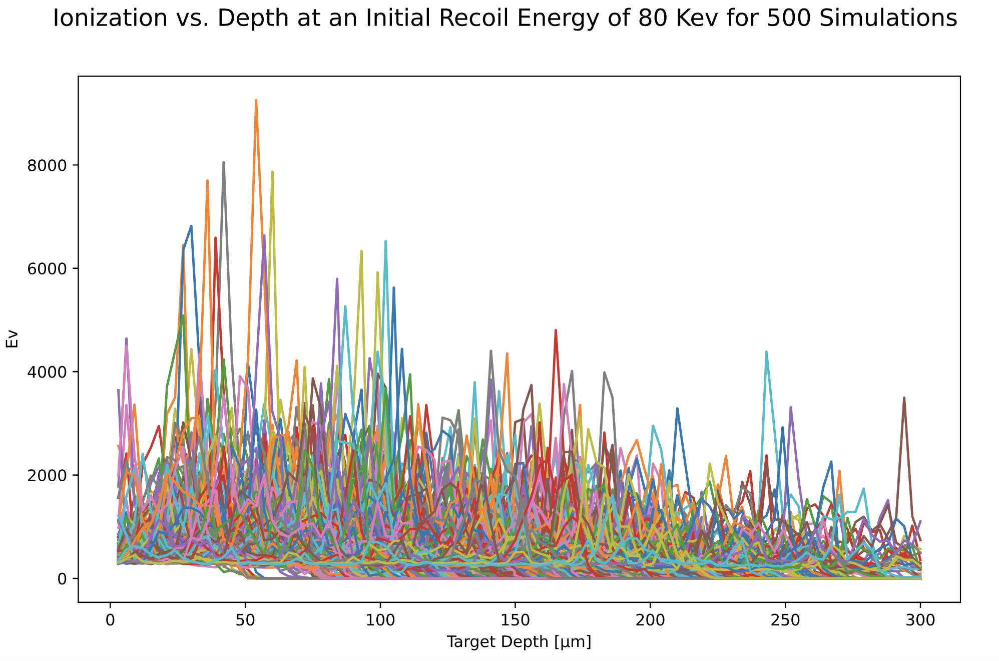 Ionization vs. Depth at an Initial Recoil Energy of 80 Kev for 500 Simulations
Ev
8000
6000
4000
2000
0
0 50 100 150 200 250 300
Target Depth [μm]